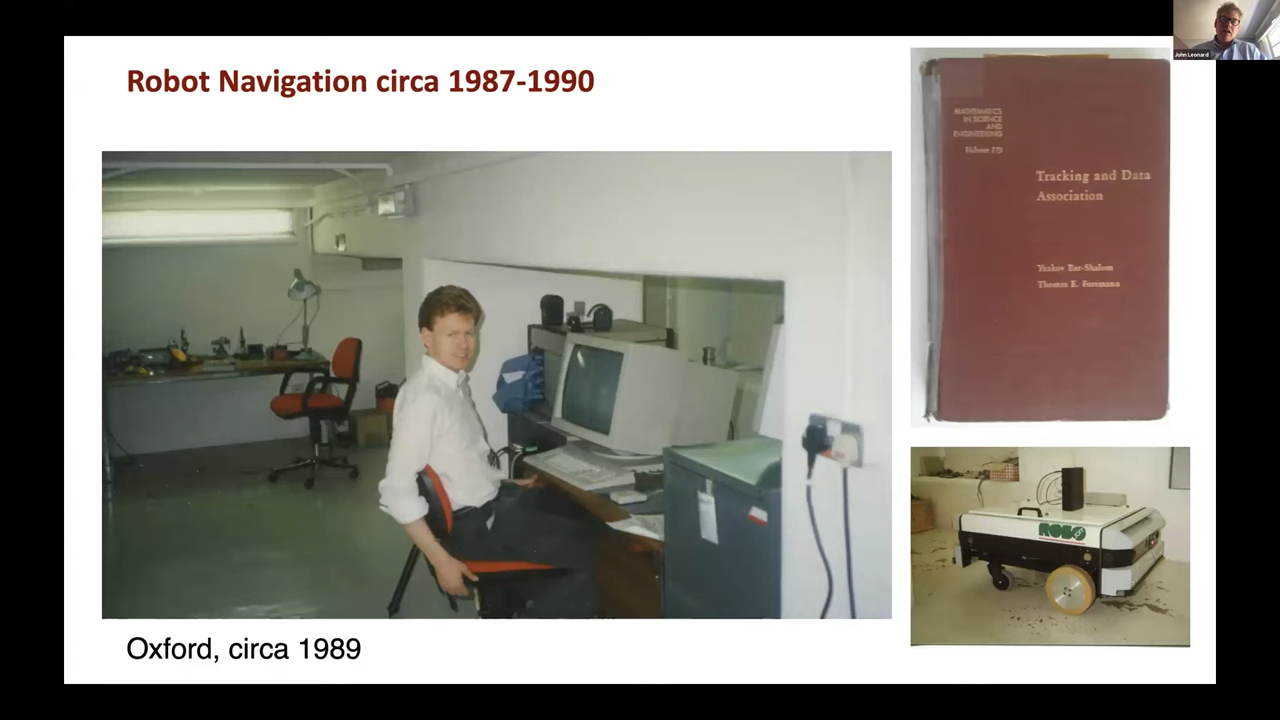 John Leonard
Robot Navigation circa 1987-1990
MATHEMATICS
IN SCIENCE
AND
ENGINEERING
Tracking and Data
Association
Yaakov Bar-Shalom
Thomas E. Fortmann
ROBO
Oxford, circa 1989